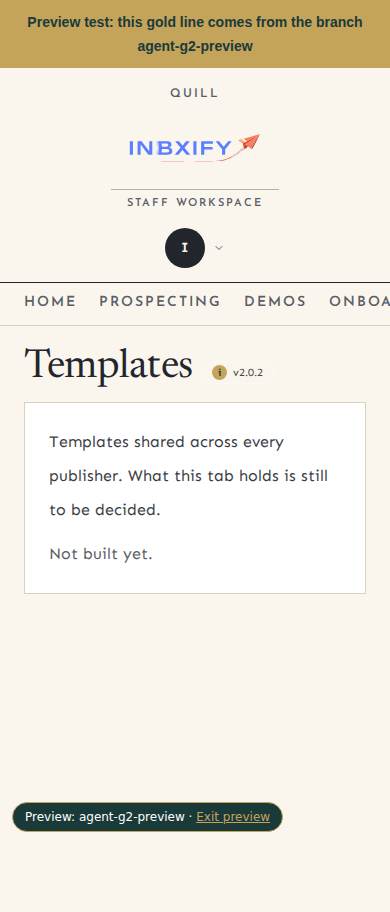 Preview test: this gold line comes from the branch
agent-g2-preview
QUILL
INBXIFY
STAFF WORKSPACE
I
HOME PROSPECTING DEMOS ONBOA
Templates i v2.0.2
Templates shared across every
publisher. What this tab holds is still
to be decided.
Not built yet.
Preview: agent-g2-preview · Exit preview